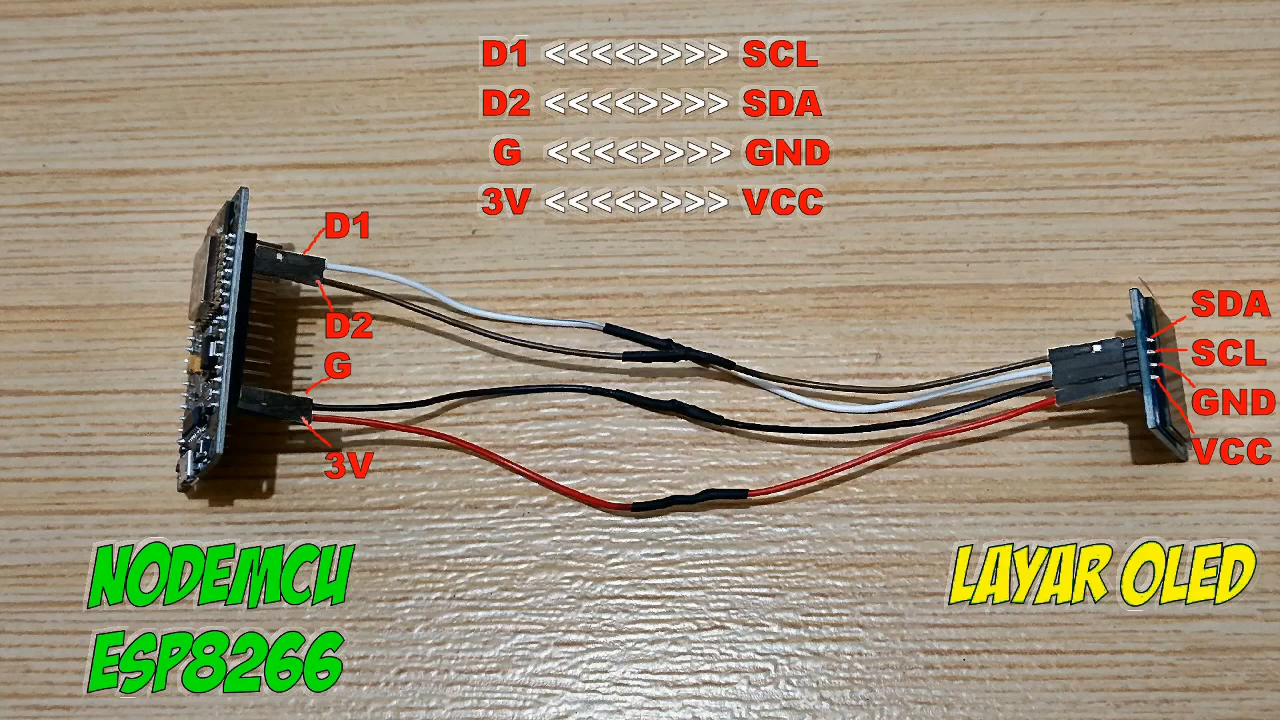 D1 <<<<>>>> SCL
D2 <<<<>>>> SDA
G <<<<>>>> GND
3V <<<<>>>> VCC
D1
D2
G
3V
SDA
SCL
GND
VCC
NODEMCU
ESP8266
LAYAR OLED